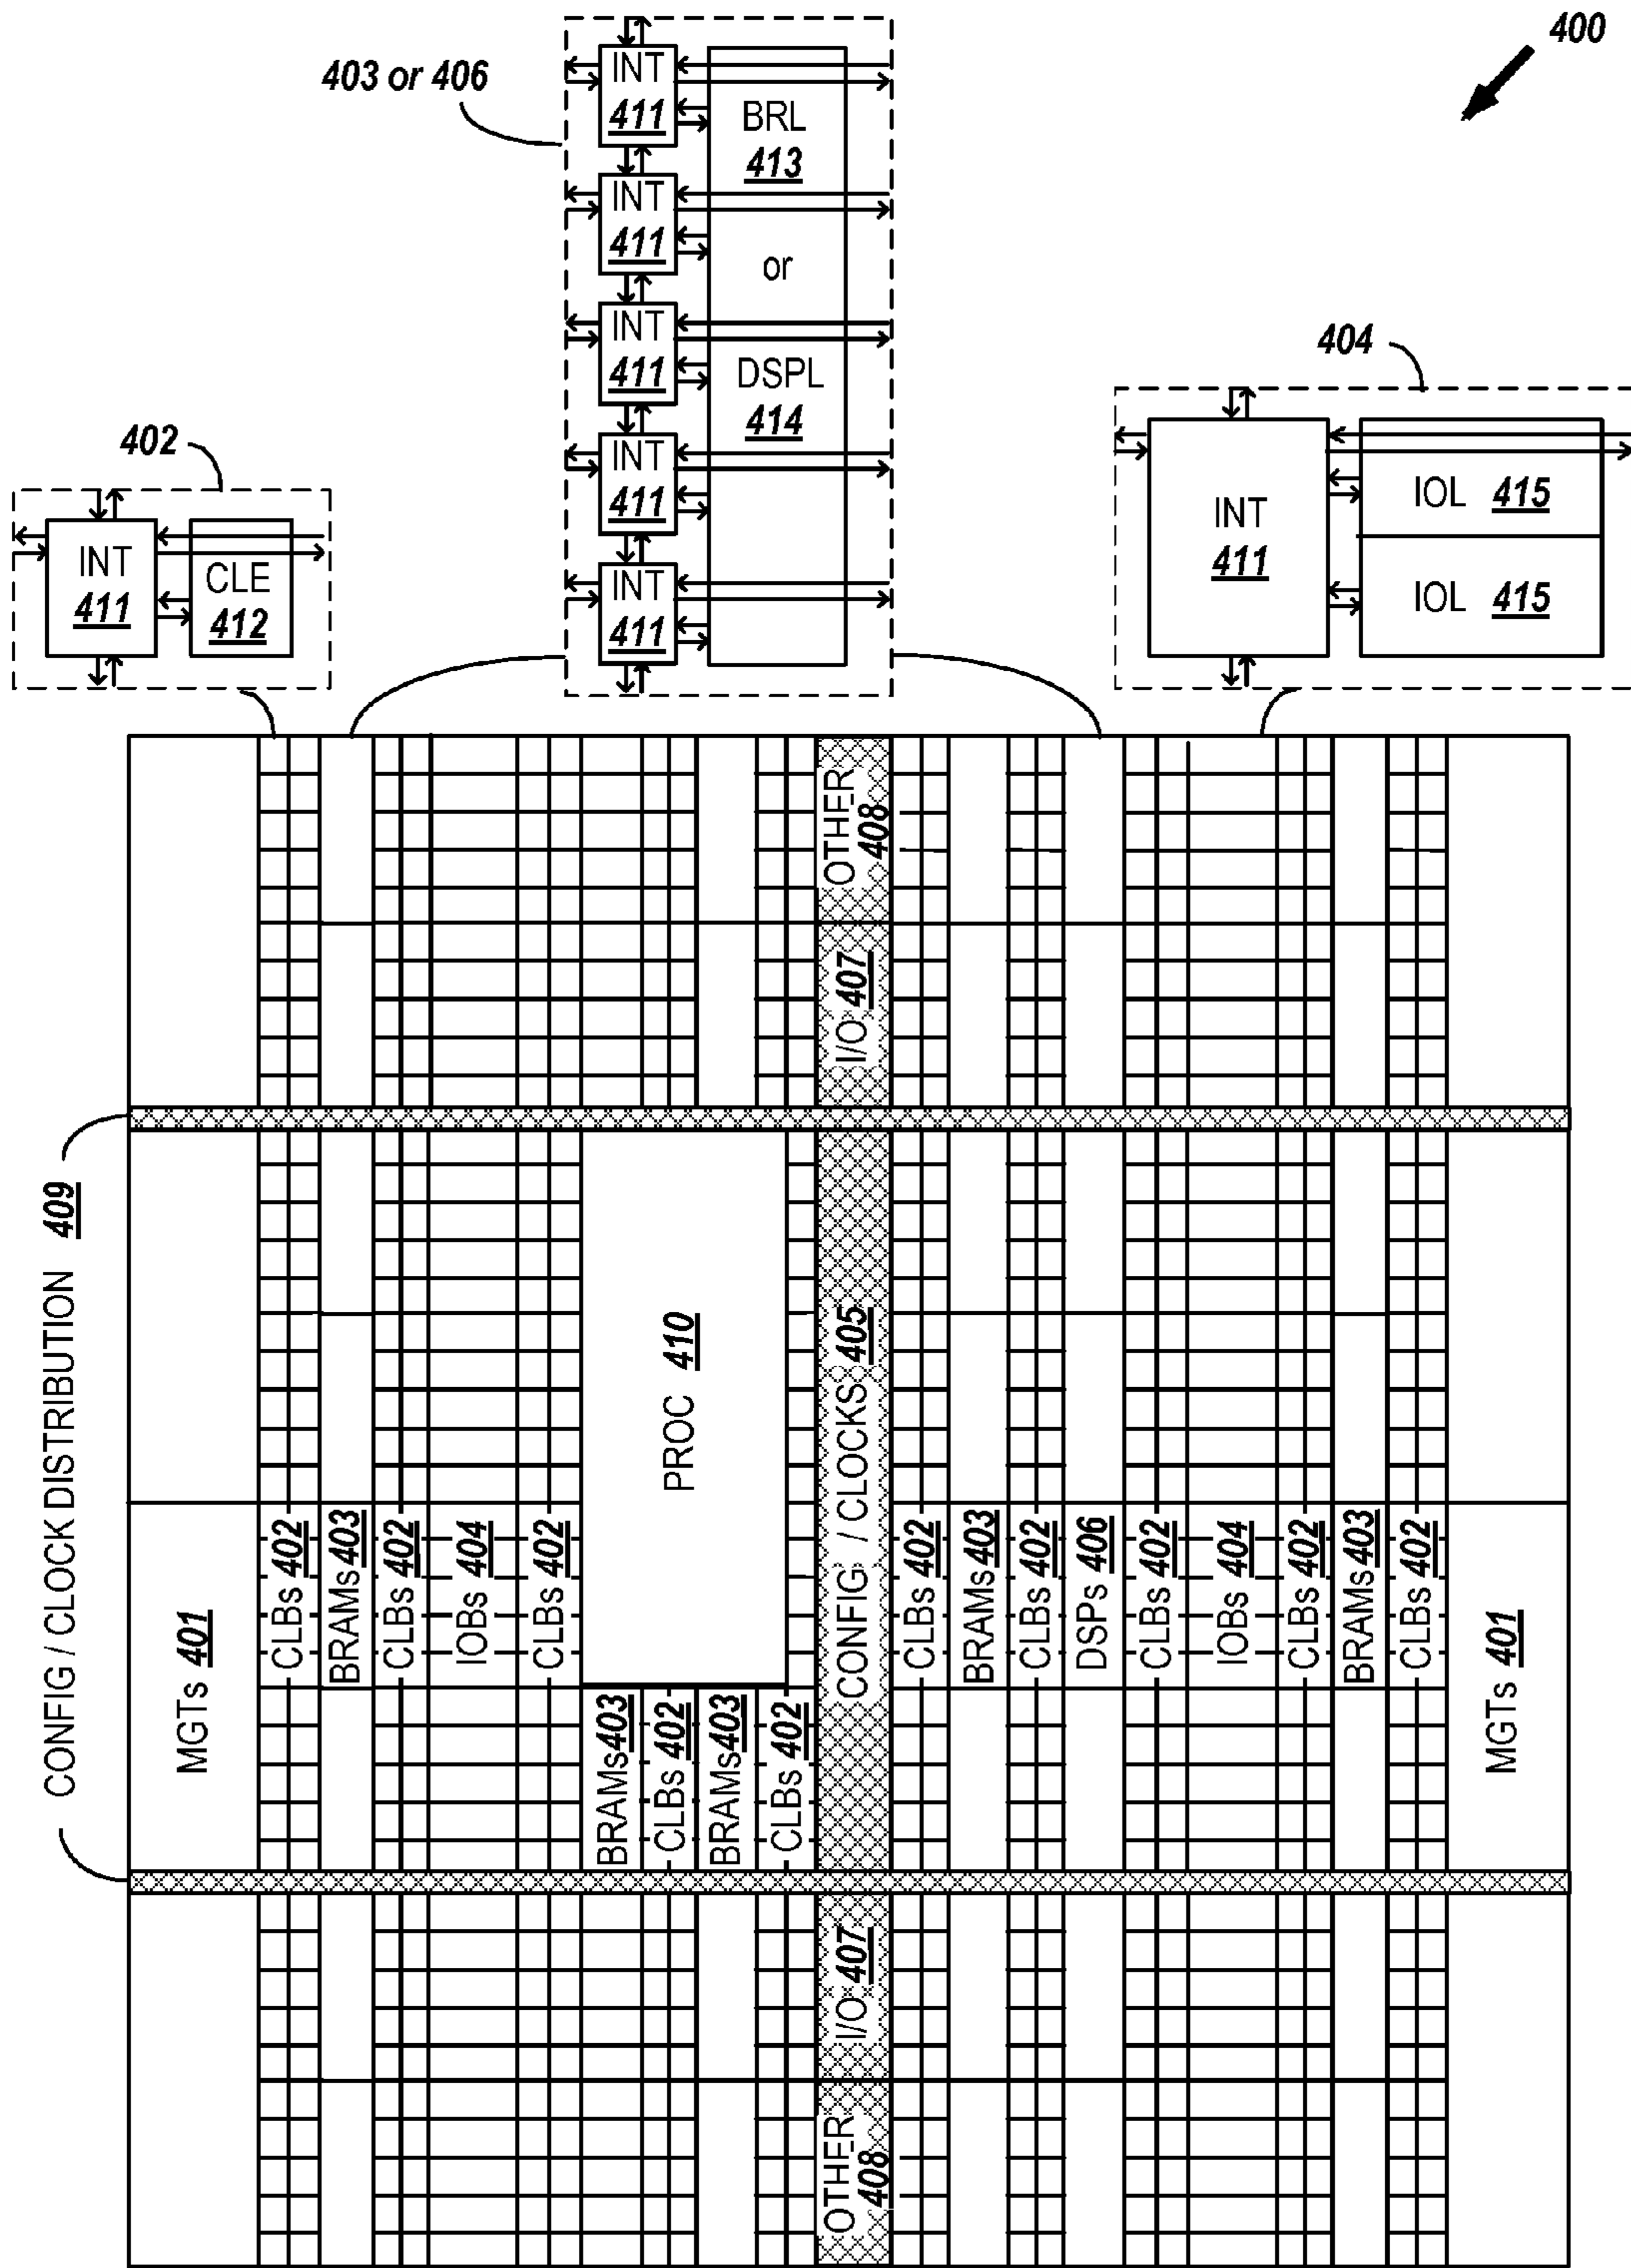 400
403 or 406
INT
411
INT
411
INT
411
INT
411
INT
411
BRL
413
or
DSPL
414
404
INT
411
IOL 415
IOL 415
402
INT
411
CLE
412
OTHER
408
I/O 407
CONFIG / CLOCK DISTRIBUTION 409
MGTs 401
CLBs 402
BRAMs 403
CLBs 402
IOBs 404
CLBs 402
PROC 410
BRAMs 403
CLBs 402
BRAMs 403
CLBs 402
CONFIG / CLOCKS 405
CLBs 402
BRAMs 403
CLBs 402
DSPs 406
CLBs 402
IOBs 404
CLBs 402
BRAMs 403
CLBs 402
MGTs 401
I/O 407
OTHER
408